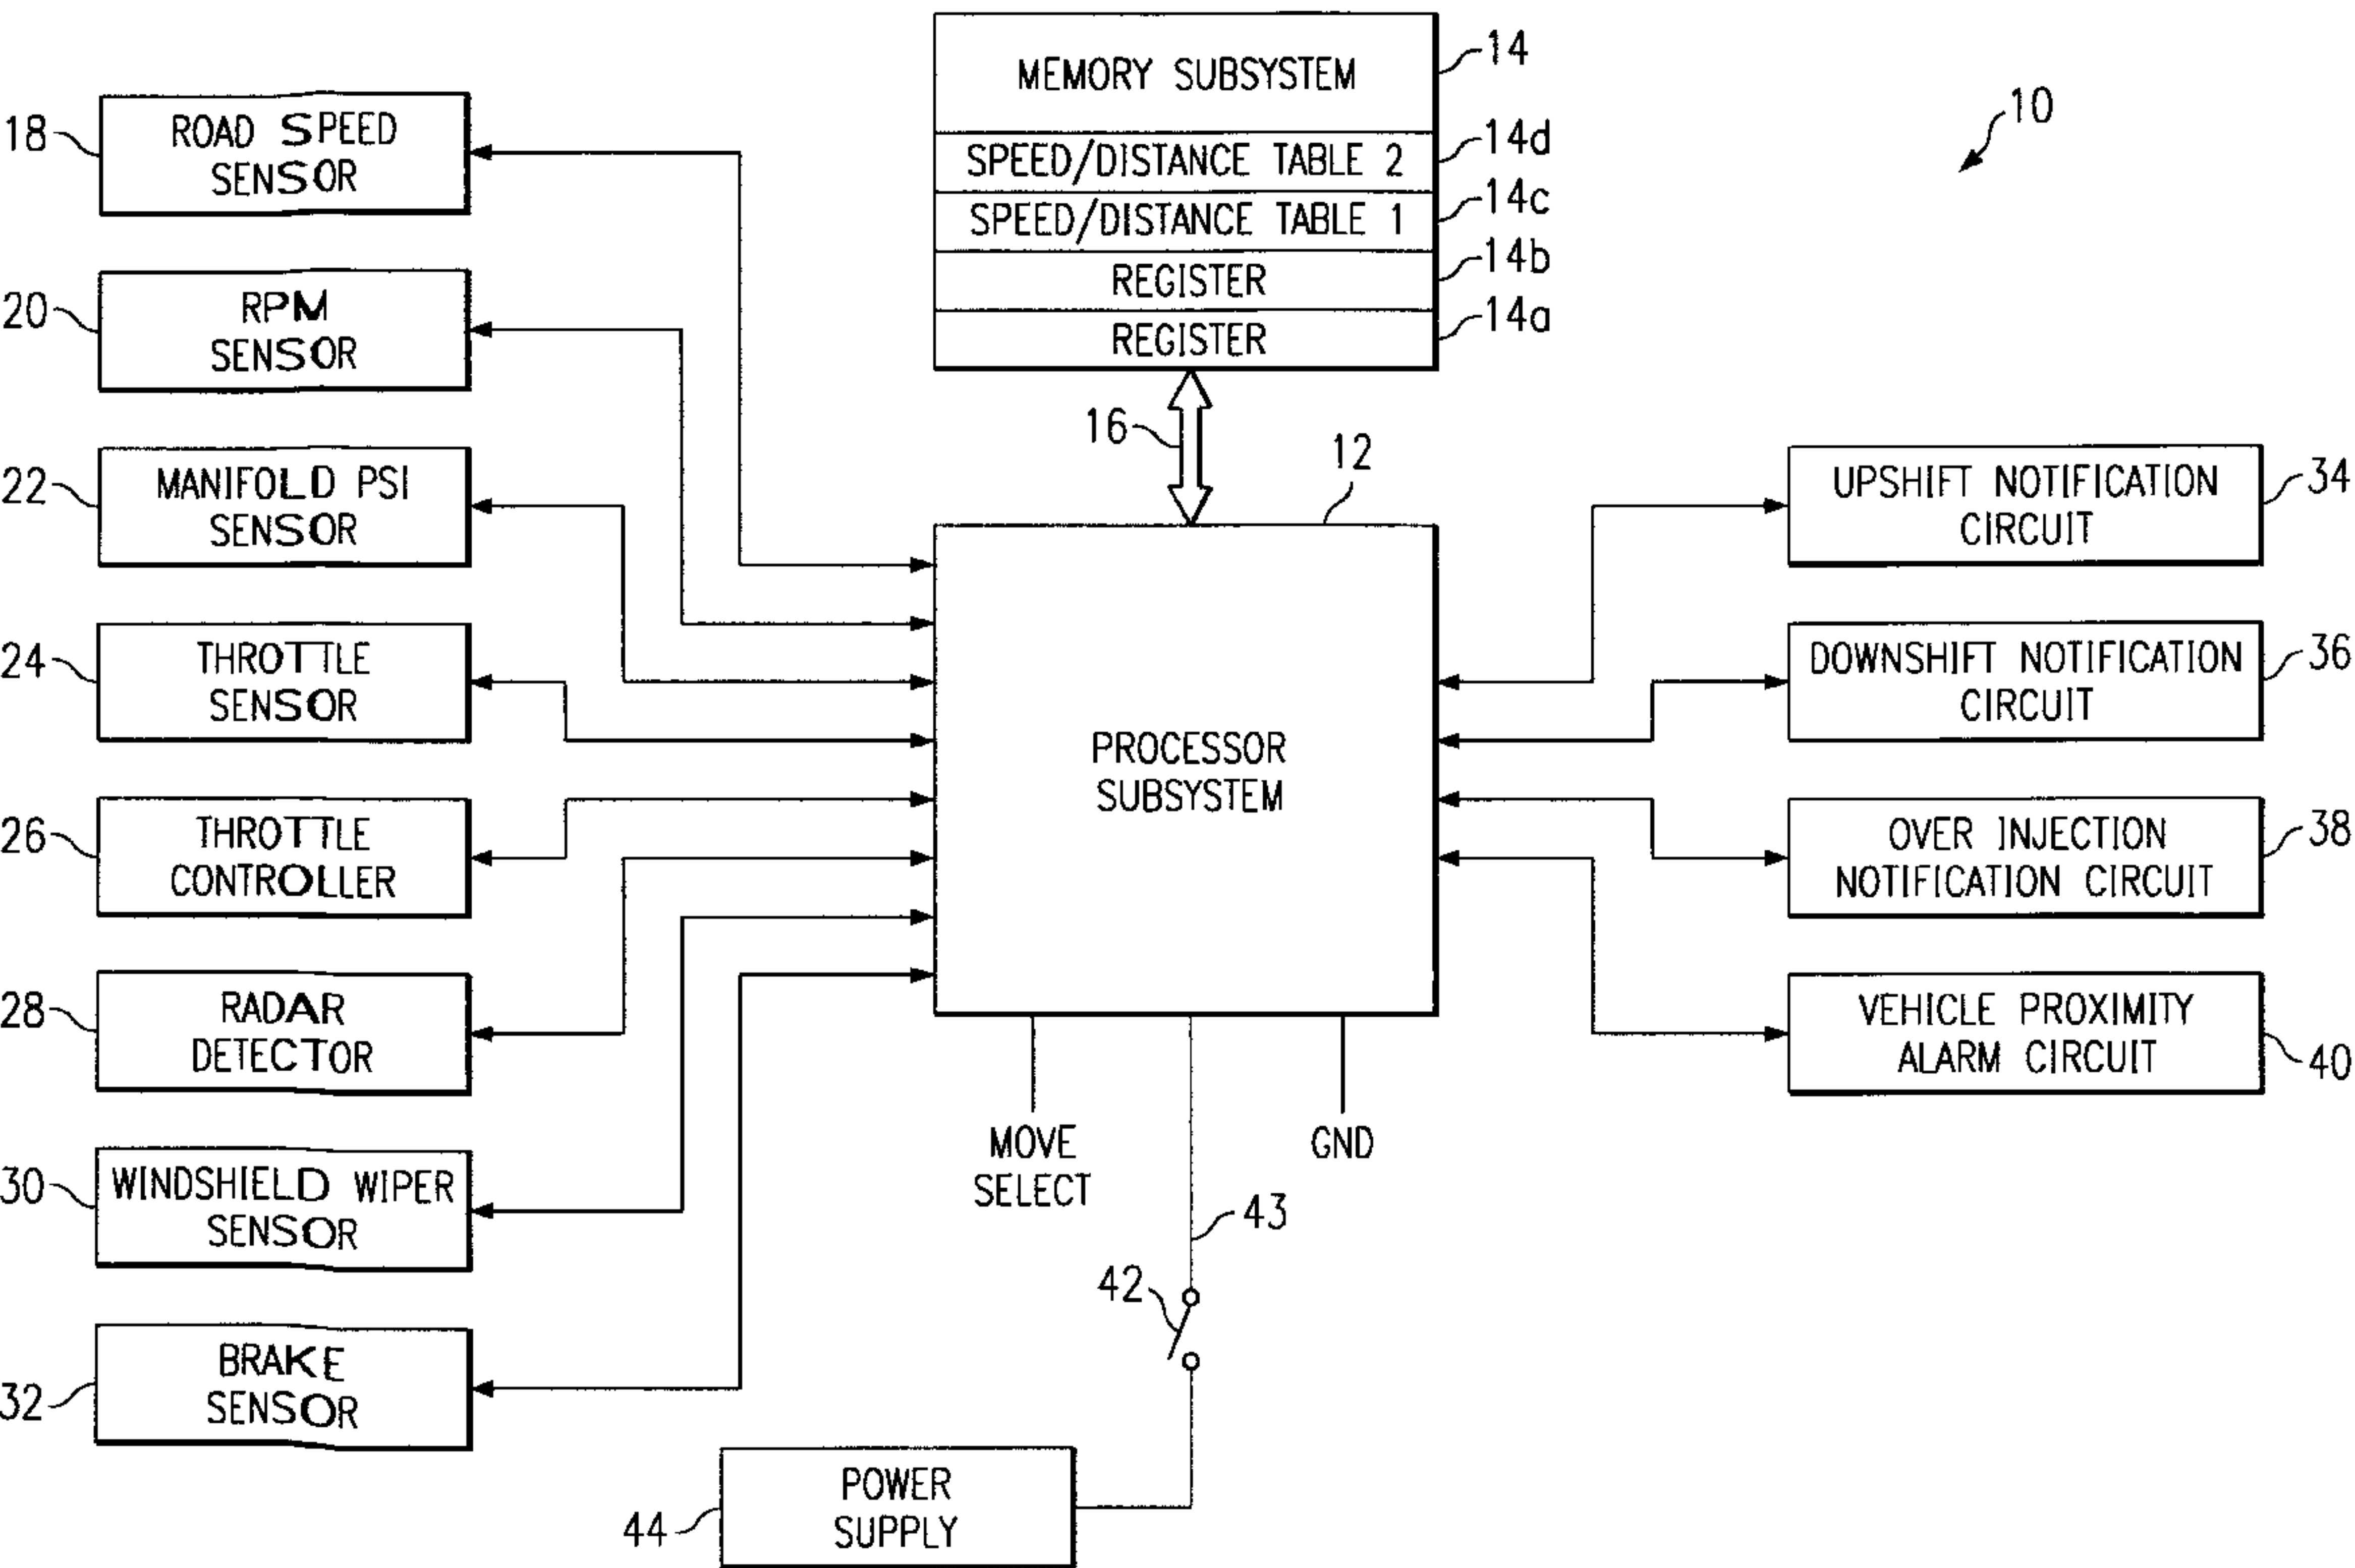 MEMORY SUBSYSTEM
14
SPEED/DISTANCE TABLE 2
14d
SPEED/DISTANCE TABLE 1
14c
REGISTER
14b
REGISTER
14a
10
16
12
18
ROAD SPEED
SENSOR
20
RPM
SENSOR
22
MANIFOLD PSI
SENSOR
24
THROTTLE
SENSOR
26
THROTTLE
CONTROLLER
28
RADAR
DETECTOR
30
WINDSHIELD WIPER
SENSOR
32
BRAKE
SENSOR
PROCESSOR
SUBSYSTEM
UPSHIFT NOTIFICATION
CIRCUIT
34
DOWNSHIFT NOTIFICATION
CIRCUIT
36
OVER INJECTION
NOTIFICATION CIRCUIT
38
VEHICLE PROXIMITY
ALARM CIRCUIT
40
MOVE
SELECT
GND
43
42
44
POWER
SUPPLY